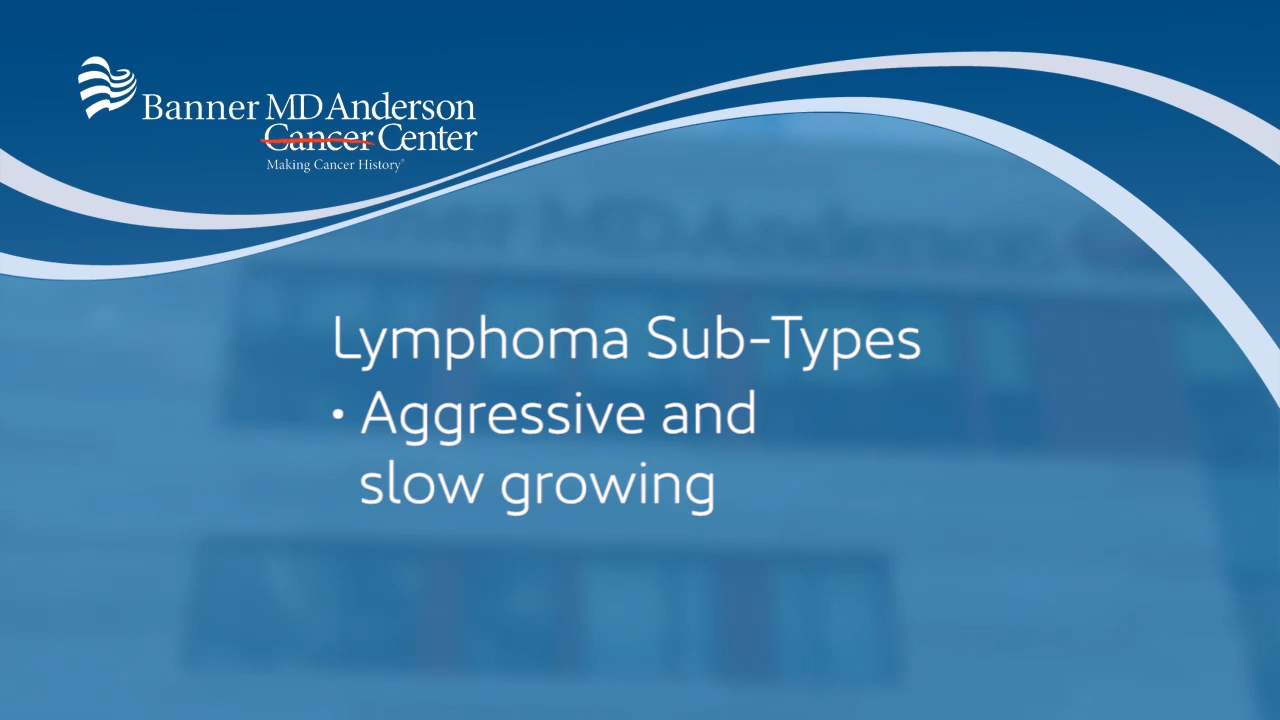 Banner MD Anderson
Cancer Center
Making Cancer History®
Lymphoma Sub-Types
• Aggressive and
slow growing